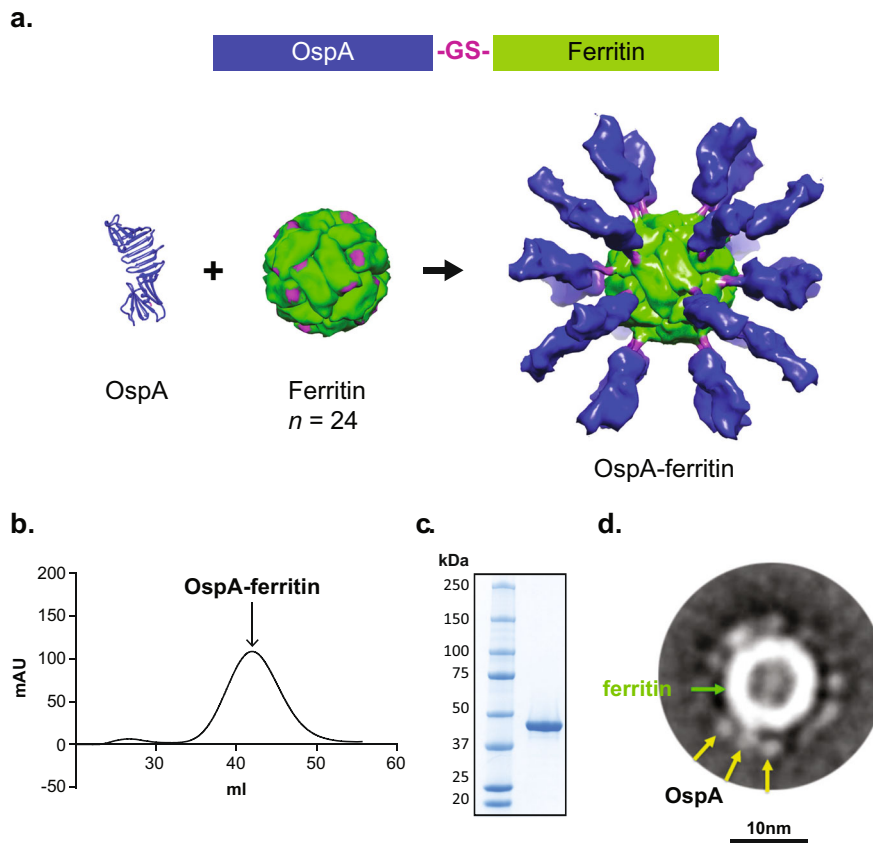 a.
OspA -GS- Ferritin
OspA
+
Ferritin
n = 24
OspA-ferritin
b.
200
150
100
50
0
-50
mAU
OspA-ferritin
30
40
50
60
ml
c.
kDa
250
150
100
75
50
37
25
20
d.
ferritin
OspA
10nm